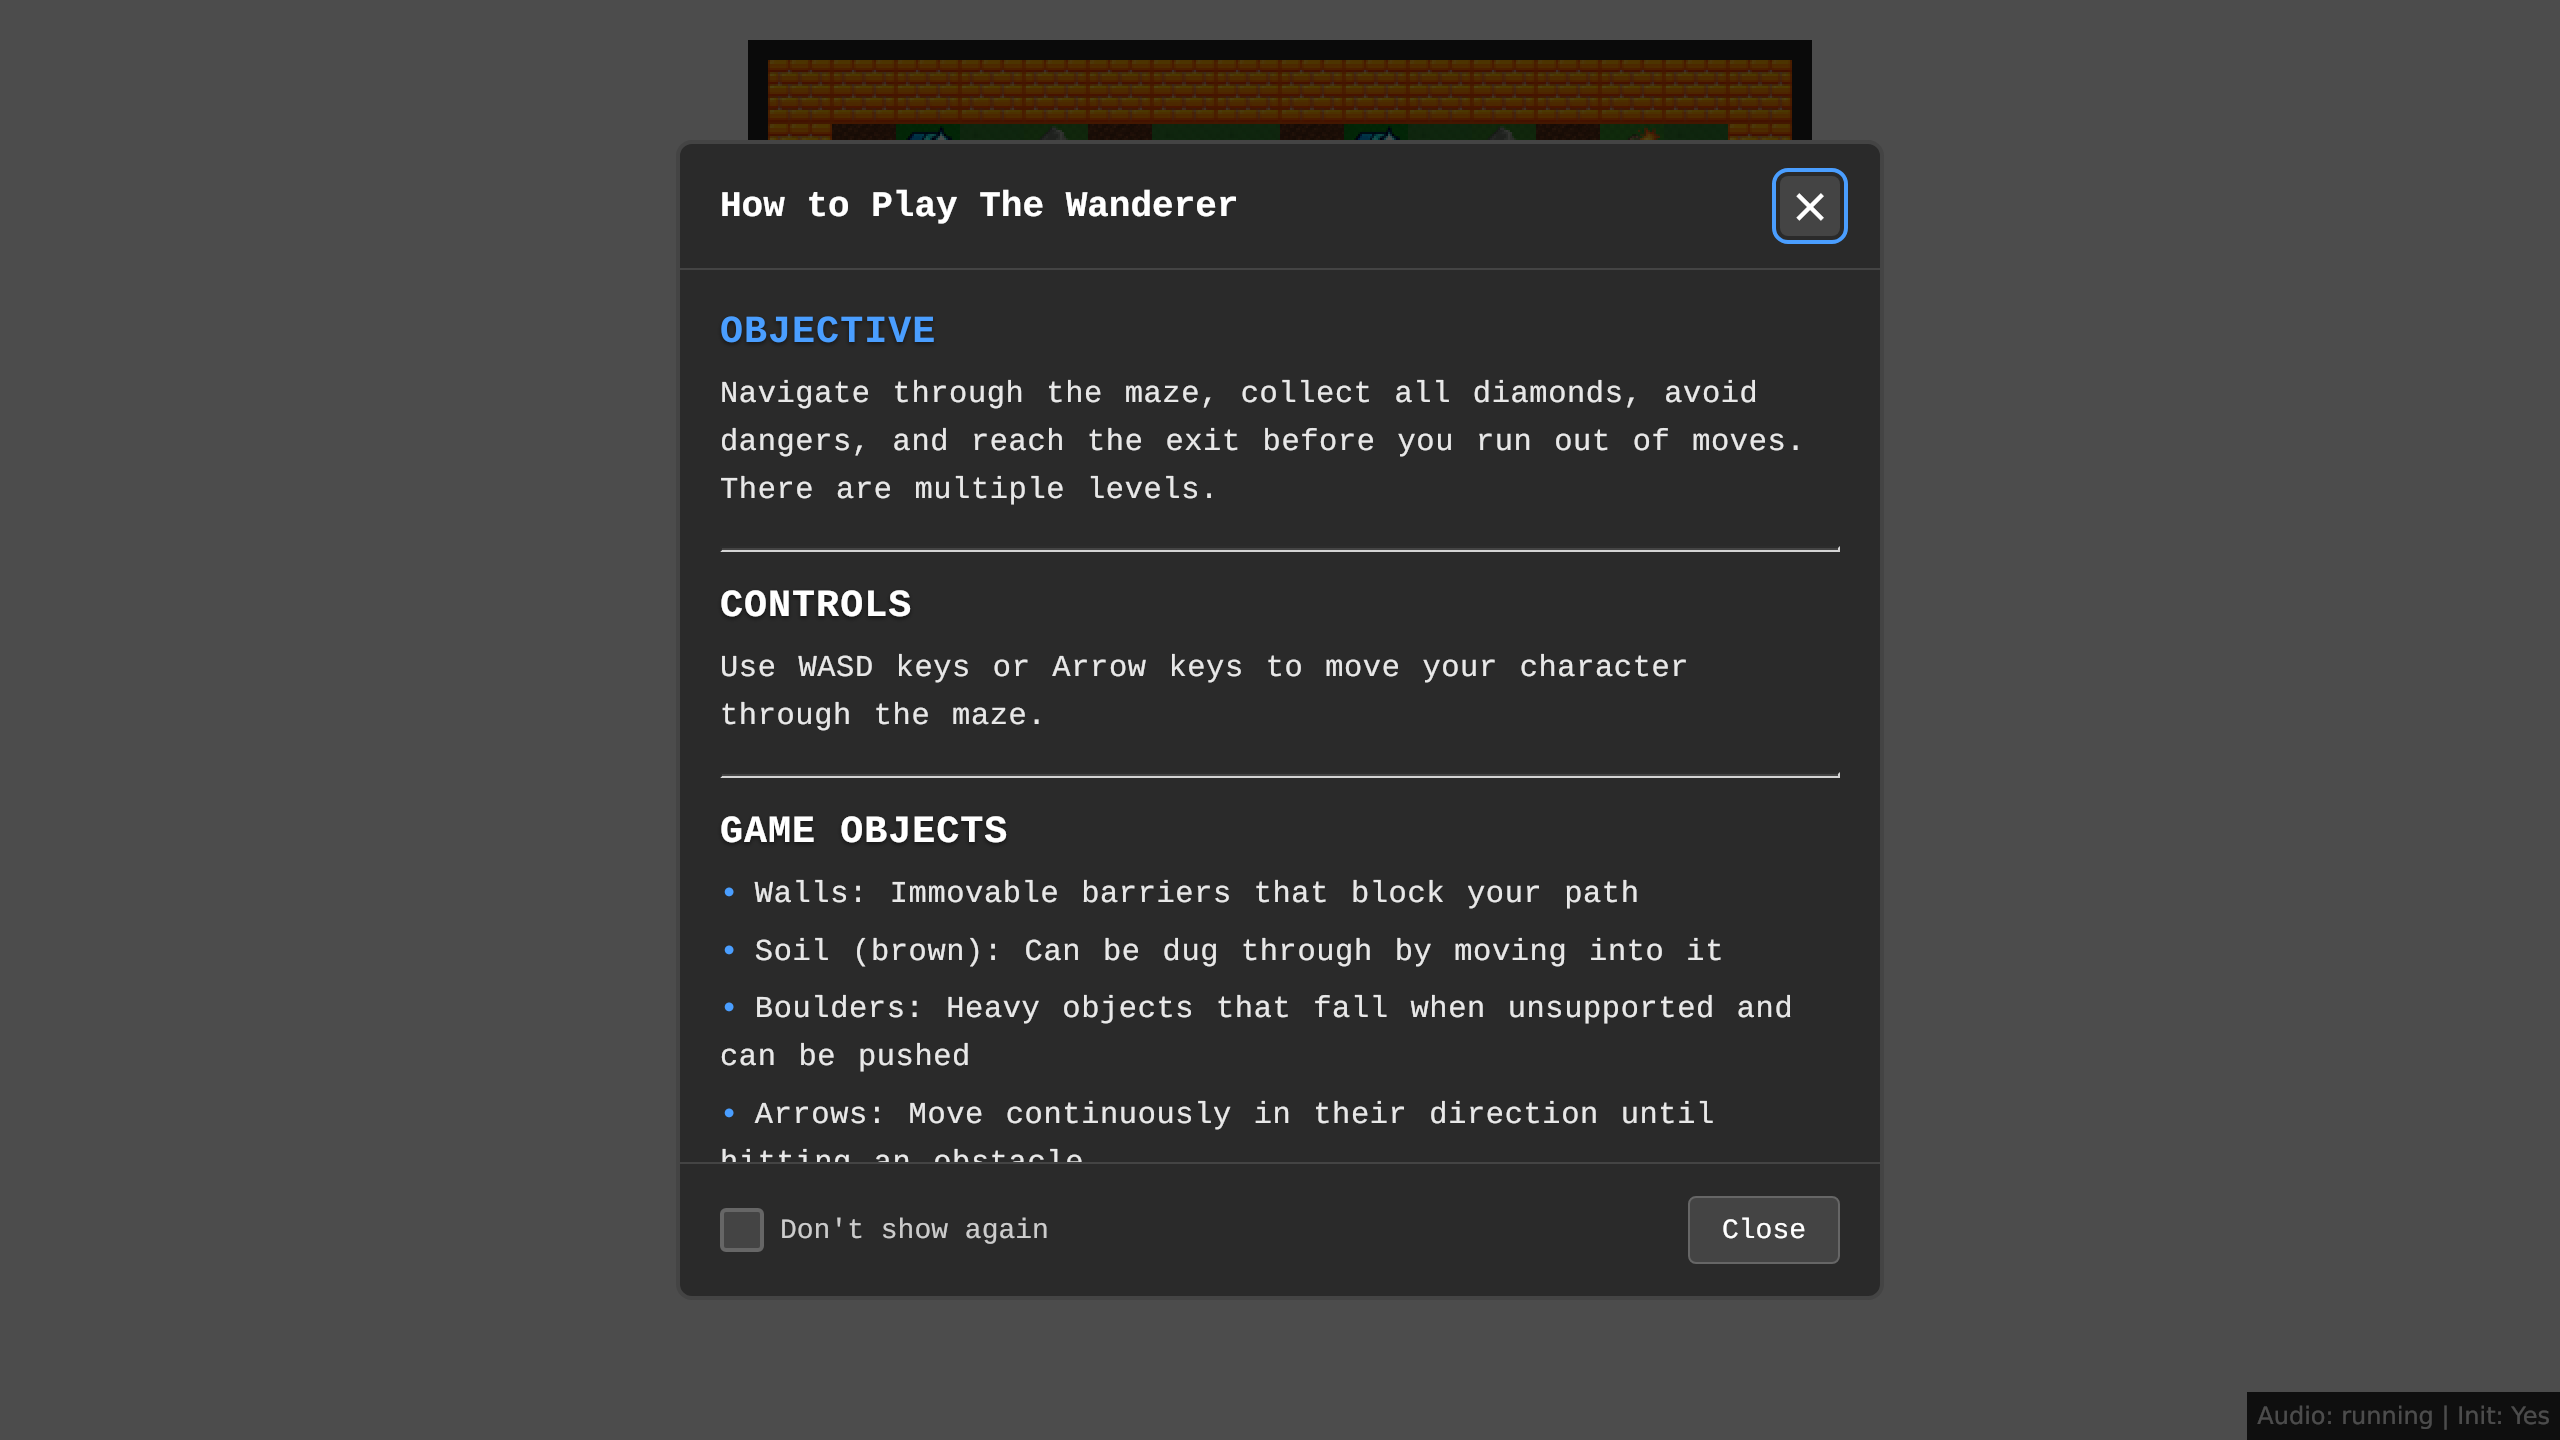 How to Play The Wanderer
OBJECTIVE
Navigate through the maze, collect all diamonds, avoid
dangers, and reach the exit before you run out of moves.
There are multiple levels.
CONTROLS
Use WASD keys or Arrow keys to move your character
through the maze.
GAME OBJECTS
• Walls: Immovable barriers that block your path
• Soil (brown): Can be dug through by moving into it
• Boulders: Heavy objects that fall when unsupported and
can be pushed
• Arrows: Move continuously in their direction until
hitting an obstacle
Don't show again
Close
Audio: running | Init: Yes